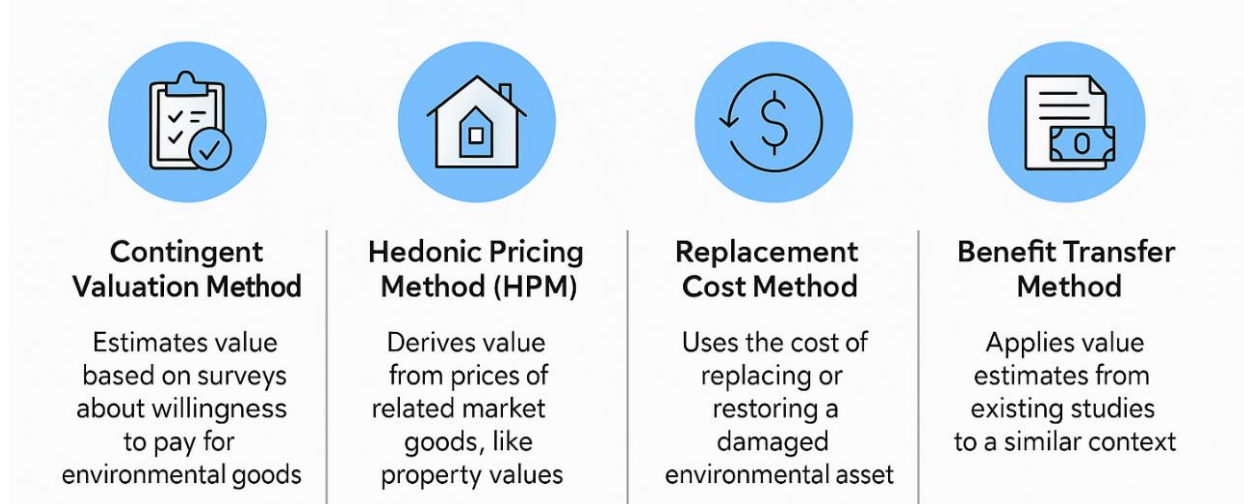 Contingent
Valuation Method
Estimates value
based on surveys
about willingness
to pay for
environmental goods
Hedonic Pricing
Method (HPM)
Derives value
from prices of
related market
goods, like
property values
$
Replacement
Cost Method
Uses the cost of
replacing or
restoring a
damaged
environmental asset
0
Benefit Transfer
Method
Applies value
estimates from
existing studies
to a similar context